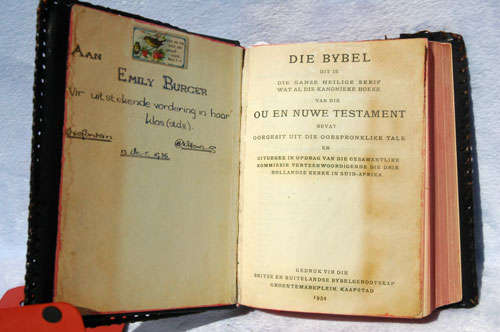 AAN
EMILY BURGER
Vir uitstekende vordering in haar
klas (std 2).
DIE BYBEL
DIT IS
DIE GANSE HEILIGE SKRIF
WAT AL DIE KANONIEKE BOEKE
VAN DIE
OU EN NUWE TESTAMENT
BEVAT
OORGESIT UIT DIE OORSPRONKLIKE TALE
EN
UITGEGEE IN OPDRAG VAN DIE GESAMENTLIKE
KOMMISSIE VERTEENWOORDIGENDE DIE DRIE
HOLLANDSE KERKE IN SUID-AFRIKA.
GEDRUK VIR DIE
BRITSE EN BUITELANDSE BYBELGENOOTSKAP
GROENTEMARKPLEIN, KAAPSTAD